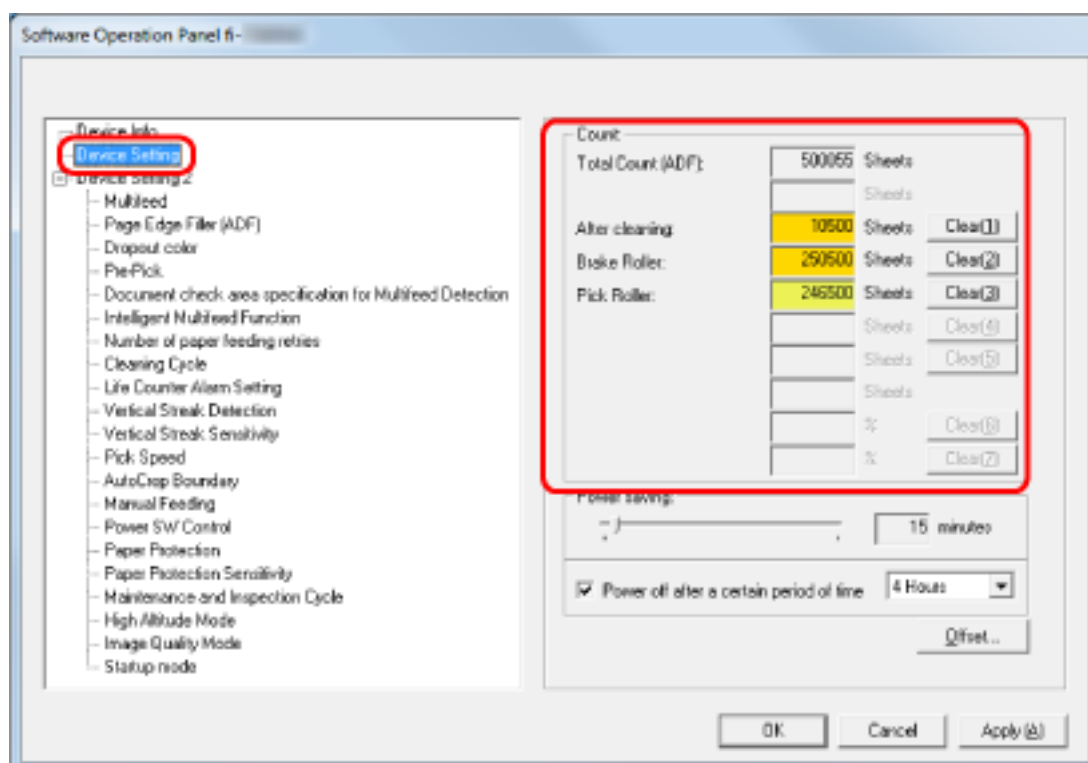 Software Operation Panel fi-
Device Info
Device Setting
Device Setting 2
Multifeed
Page Edge Filler (ADF)
Dropout color
Pre-Pick
Document check area specification for Multifeed Detection
Intelligent Multifeed Function
Number of paper feeding retries
Cleaning Cycle
Life Counter Alarm Setting
Vertical Streak Detection
Vertical Streak Sensitivity
Pick Speed
AutoCrop Boundary
Manual Feeding
Power SW Control
Paper Protection
Paper Protection Sensitivity
Maintenance and Inspection Cycle
High Altitude Mode
Image Quality Mode
Startup mode
Count
Total Count (ADF): 500055 Sheets
Sheets
After cleaning: 10500 Sheets Clear(1)
Brake Roller: 250500 Sheets Clear(2)
Pick Roller: 246500 Sheets Clear(3)
Sheets Clear(4)
Sheets Clear(5)
Sheets
% Clear(6)
% Clear(7)
Power saving:
15 minutes
Power off after a certain period of time 4 Hours
Offset...
OK Cancel Apply (A)